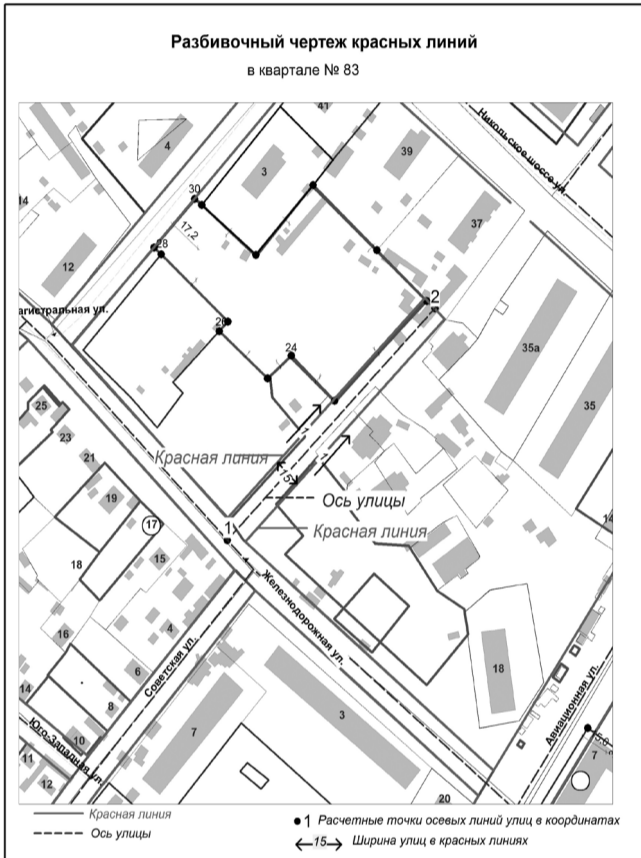 Разбивочный чертеж красных линий
в квартале № 83
41
Никольское шоссе ул.
4
3
39
14
30
37
17,2
28
12
2
агистральная ул.
26
24
35а
35
25
23
21
Красная линия
15
19
Ось улицы
17
1
Красная линия
14
15
18
Железнодорожная ул.
16
4
Советская ул.
6
18
14
8
Авиационная ул.
7
3
10
Юго-Западная ул.
5,0
7
11
12
20
Красная линия
Ось улицы
1 Расчетные точки осевых линий улиц в координатах
15 Ширина улиц в красных линиях